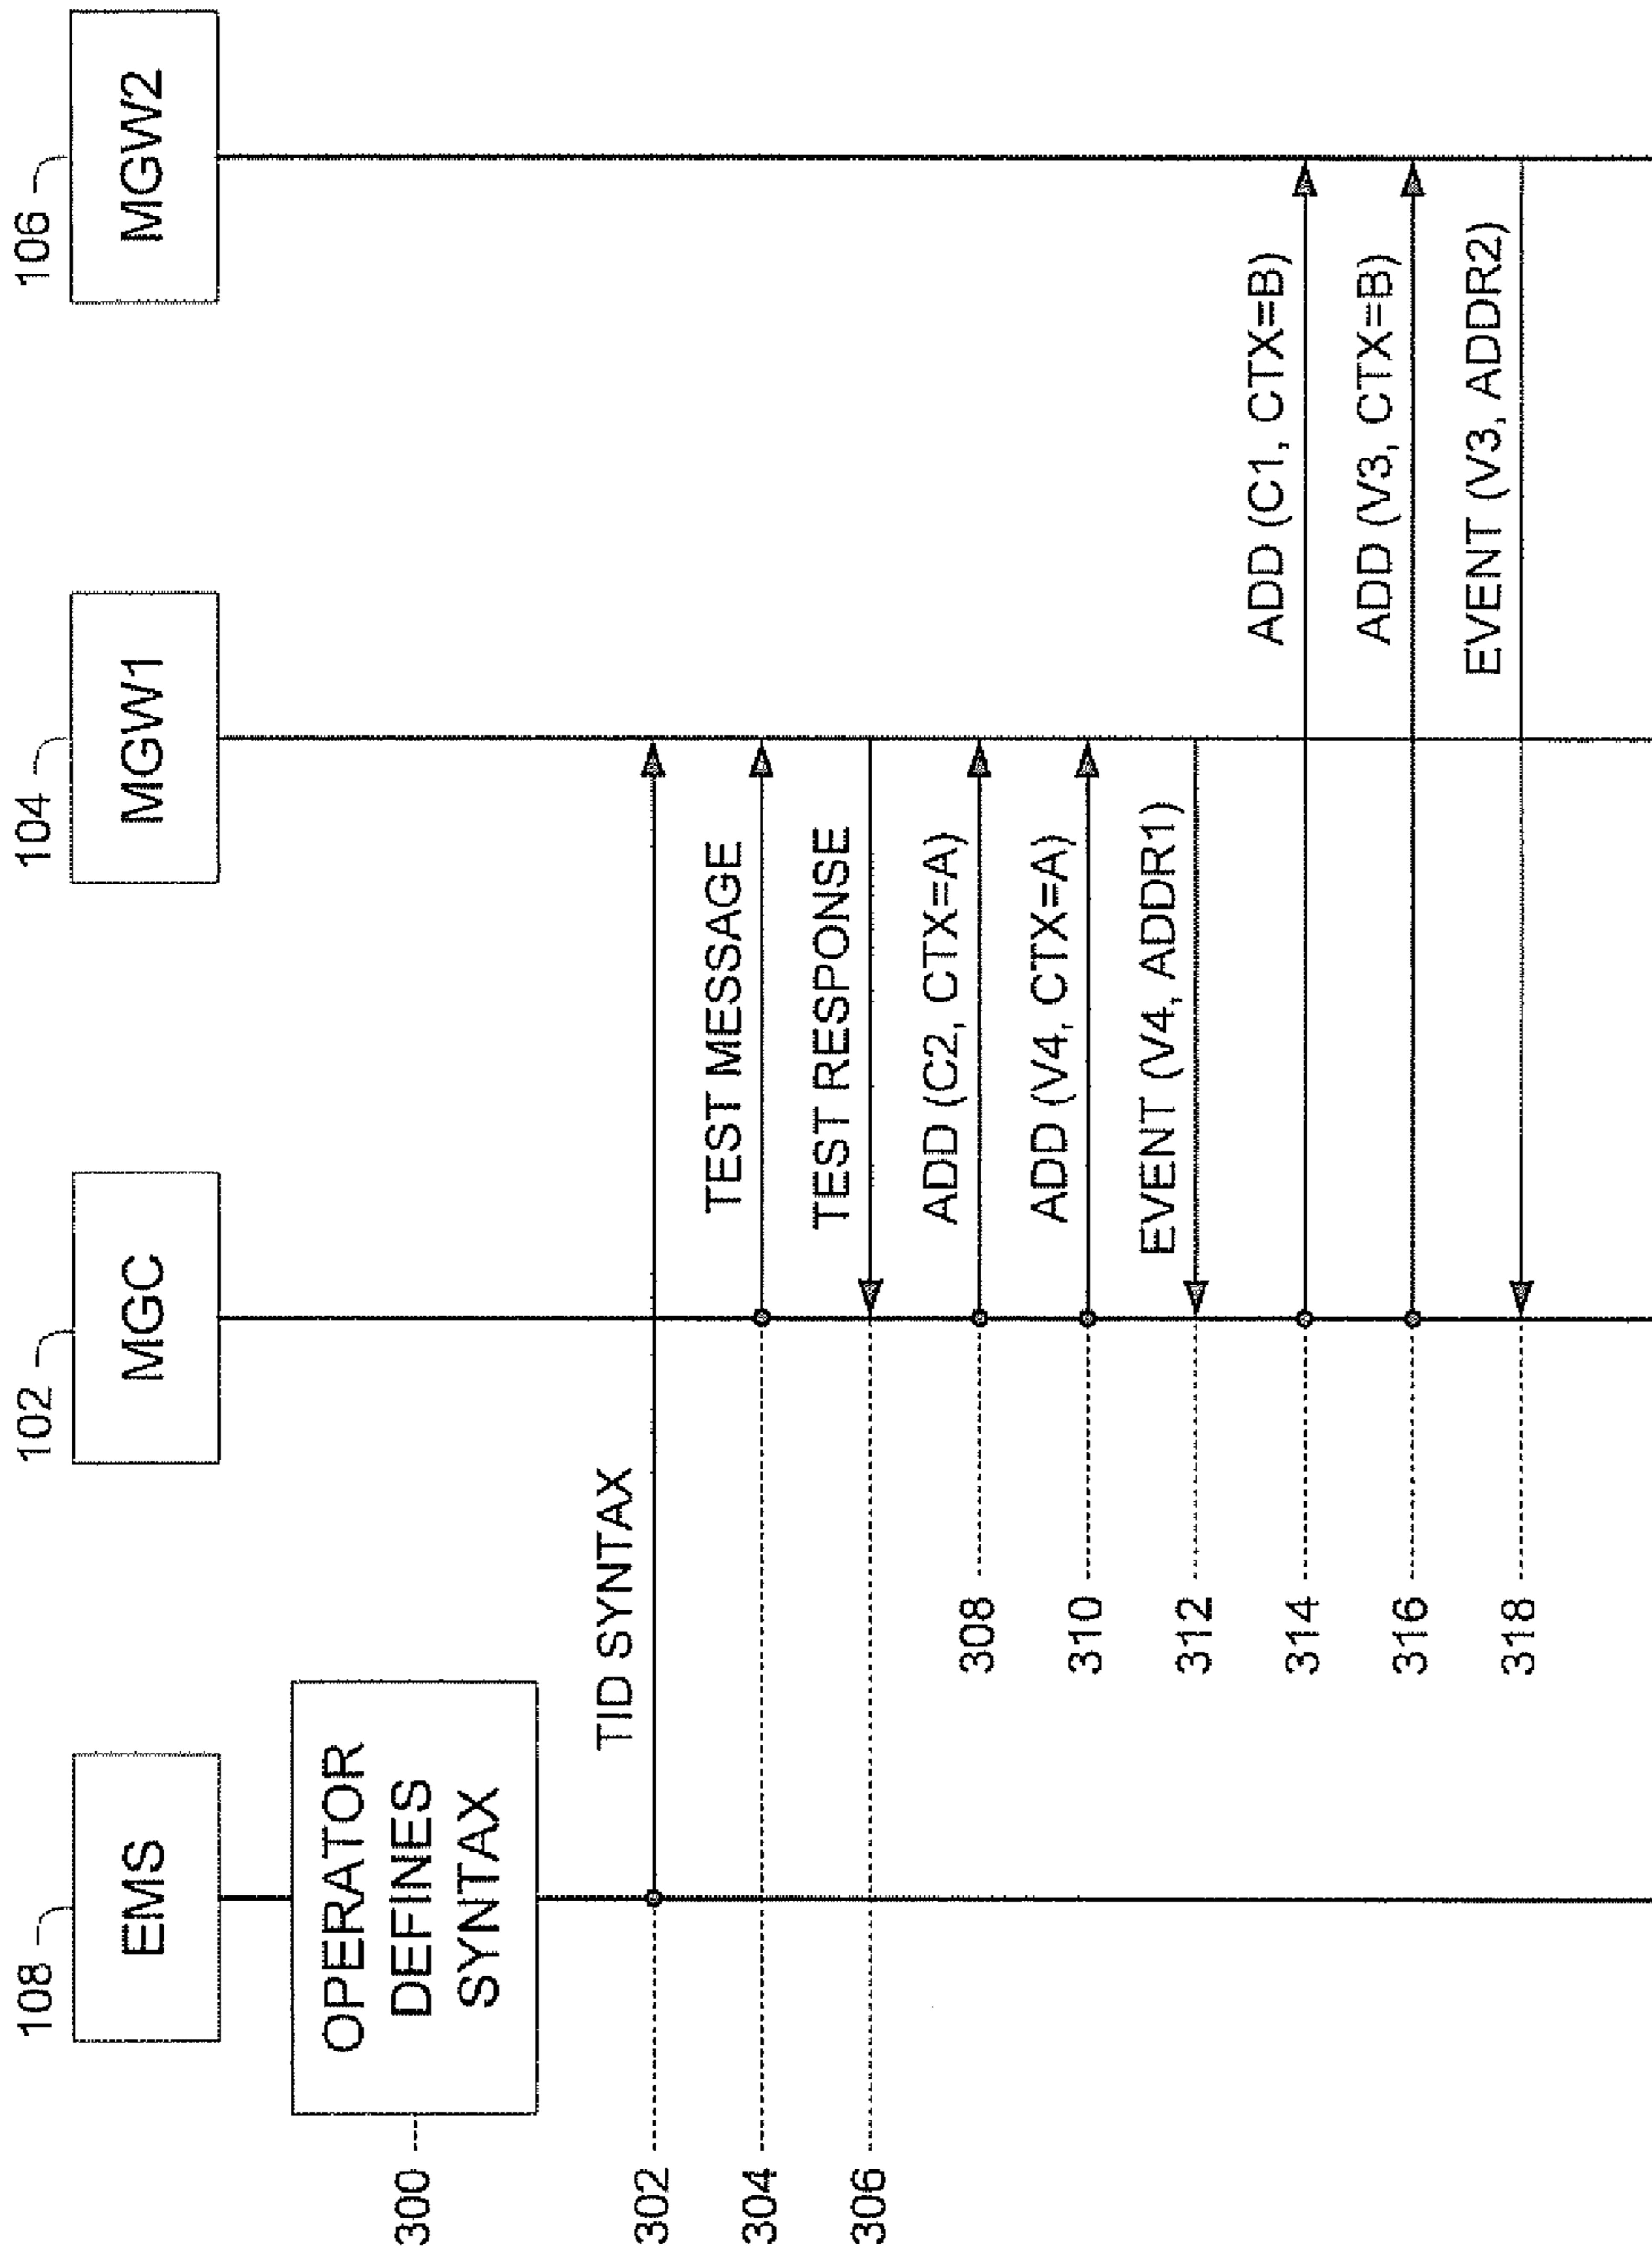 108
EMS
102
MGC
104
MGW1
106
MGW2
300
OPERATOR
DEFINES
SYNTAX
302
TID SYNTAX
304
TEST MESSAGE
306
TEST RESPONSE
308
ADD (C2, CTX=A)
310
ADD (V4, CTX=A)
312
EVENT (V4, ADDR1)
314
ADD (C1, CTX=B)
316
ADD (V3, CTX=B)
318
EVENT (V3, ADDR2)